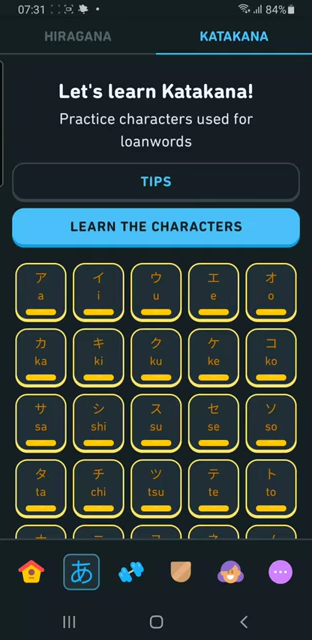 07:31 84%
HIRAGANA KATAKANA
Let's learn Katakana!
Practice characters used for
loanwords
TIPS
LEARN THE CHARACTERS
ア イ ウ エ オ
a i u e o
カ キ ク ケ コ
ka ki ku ke ko
サ シ ス セ ソ
sa shi su se so
タ チ ツ テ ト
ta chi tsu te to
あ